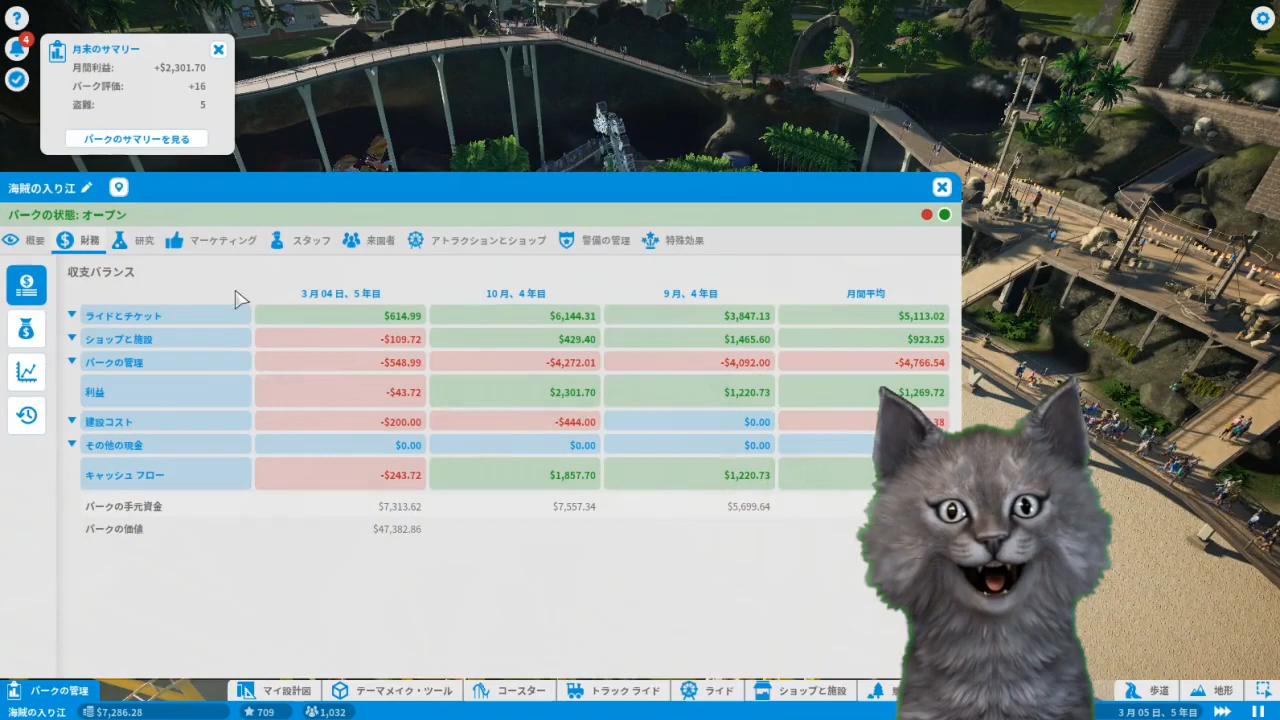 ?
4
月末のサマリー
月間利益: +$2,301.70
パーク評価: +16
盗難: 5
パークのサマリーを見る
海賊の入り江
パークの状態: オープン
概要 財務 研究 マーケティング スタッフ 来園者 アトラクションとショップ 警備の管理 特殊効果
収支バランス
3月 04日、5年目 10月、4年目 9月、4年目 月間平均
ライドとチケット $614.99 $6,144.31 $3,847.13 $5,113.02
ショップと施設 -$109.72 $429.40 $1,465.60 $923.25
パークの管理 -$548.99 -$4,272.01 -$4,092.00 -$4,766.54
利益 -$43.72 $2,301.70 $1,220.73 $1,269.72
建設コスト -$200.00 -$444.00 $0.00
その他の現金 $0.00 $0.00 $0.00
キャッシュ フロー -$243.72 $1,857.70 $1,220.73
パークの手元資金 $7,313.62 $7,557.34 $5,699.64
パークの価値 $47,382.86
パークの管理 マイ設計図 テーマメイク・ツール コースター トラック ライド ライド ショップと施設 歩道 地形
海賊の入り江 $7,286.28 709 1,032 3月 05日、5年目